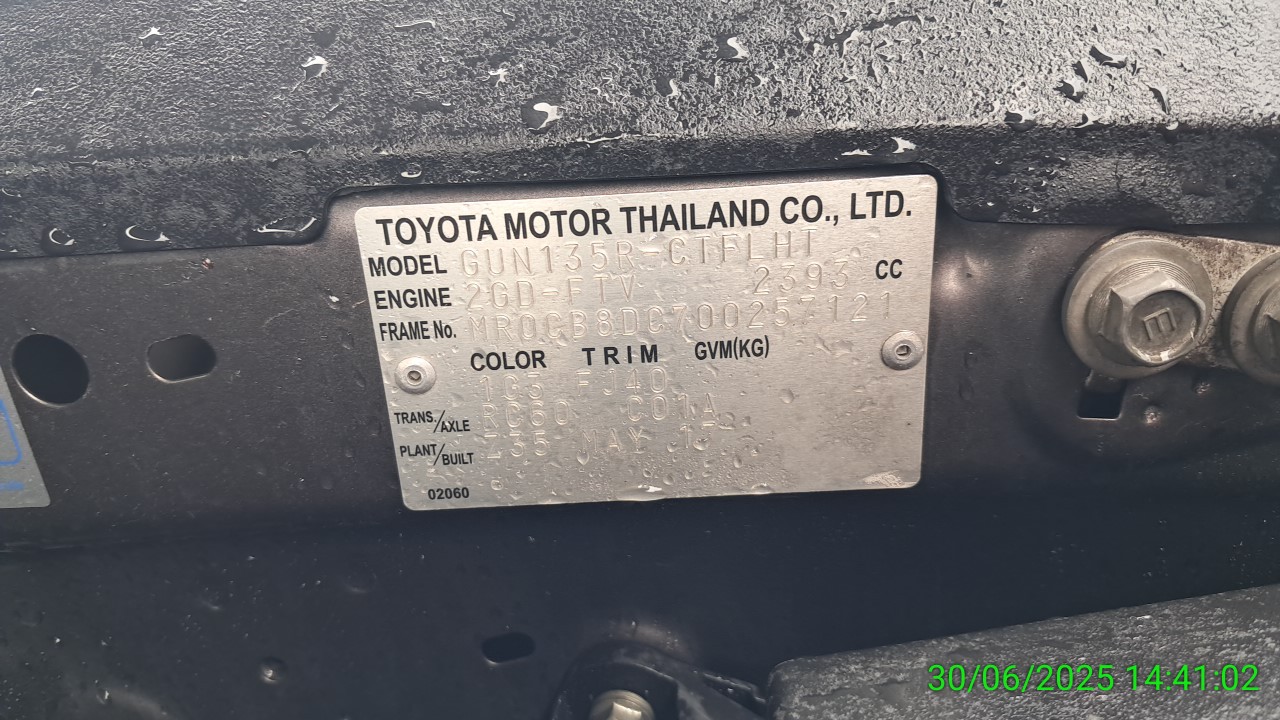 TOYOTA MOTOR THAILAND CO., LTD.
MODEL GUN135R-CTFLHT
ENGINE 2GD-FTV 2393 CC
FRAME No. MR0CB8DC700257121
COLOR TRIM GVM(KG)
1G3 FJ40
TRANS./AXLE RC60 C01A
PLANT/BUILT MAY
02060
30/06/2025 14:41:02
E